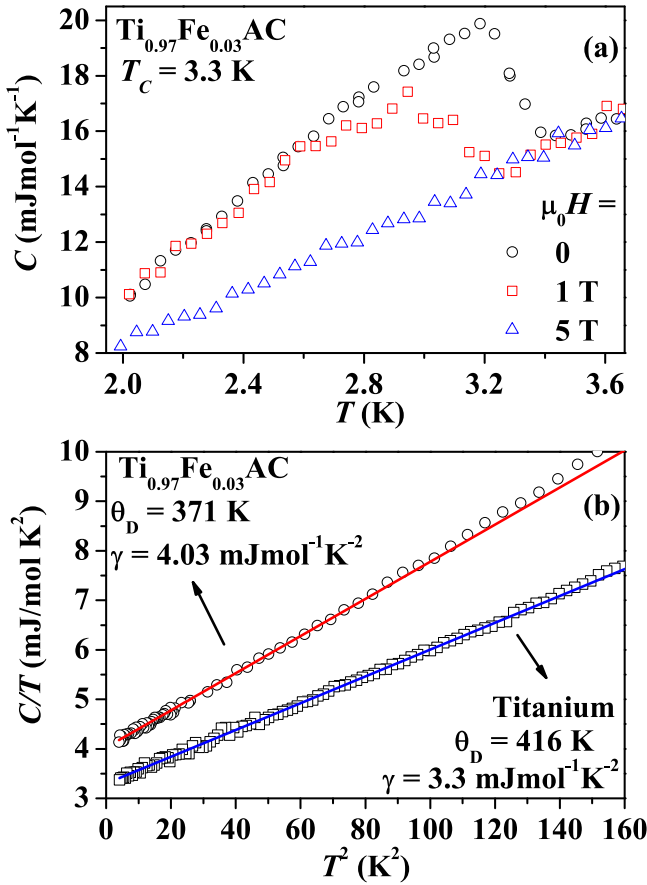 Ti0.97Fe0.03AC
(a)
TC = 3.3 K
C (mJmol-1K-1)
20
18
16
14
12
10
8
μ0H =
0
1 T
5 T
2.0 2.4 2.8 3.2 3.6
T (K)
Ti0.97Fe0.03AC
(b)
θD = 371 K
γ = 4.03 mJmol-1K-2
C/T (mJ/mol K2)
10
9
8
7
6
5
4
3
Titanium
θD = 416 K
γ = 3.3 mJmol-1K-2
0 20 40 60 80 100 120 140 160
T2 (K2)